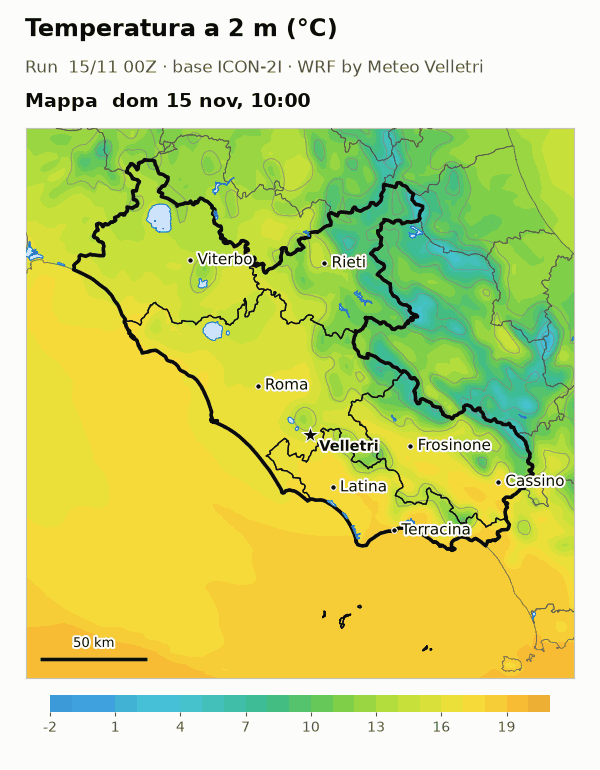 Temperatura a 2 m (°C)
Run  15/11 00Z · base ICON-2I · WRF by Meteo Velletri
Mappa  dom 15 nov, 10:00
Viterbo
Rieti
Roma
Velletri
Frosinone
Cassino
Latina
Terracina
50 km
-2 1 4 7 10 13 16 19